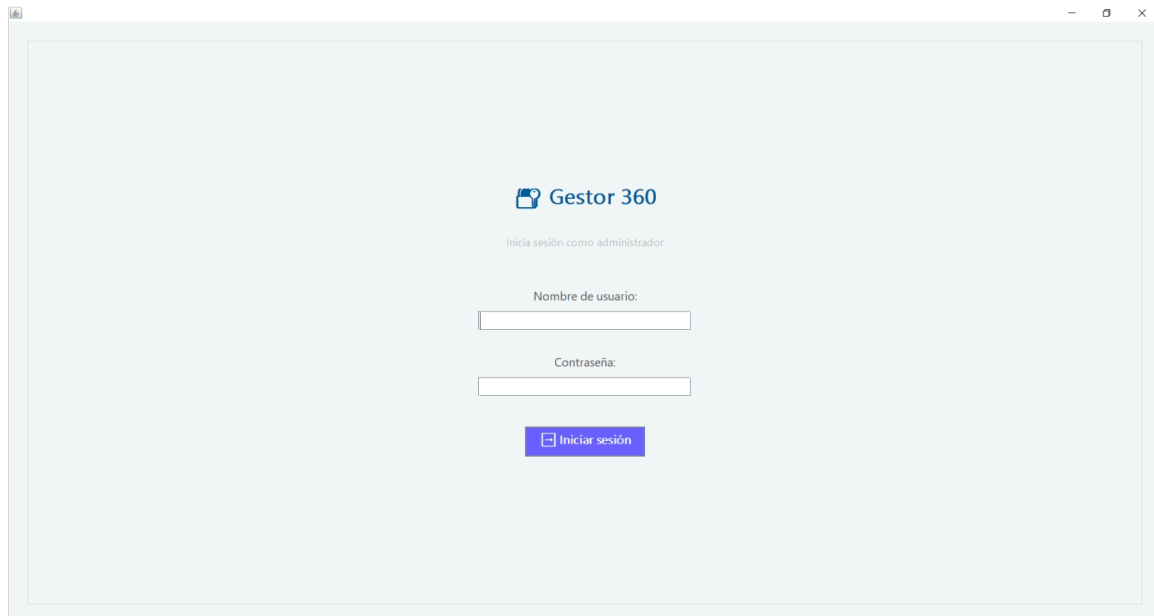 Gestor 360
Inicia sesión como administrador
Nombre de usuario:
Contraseña:
Iniciar sesión